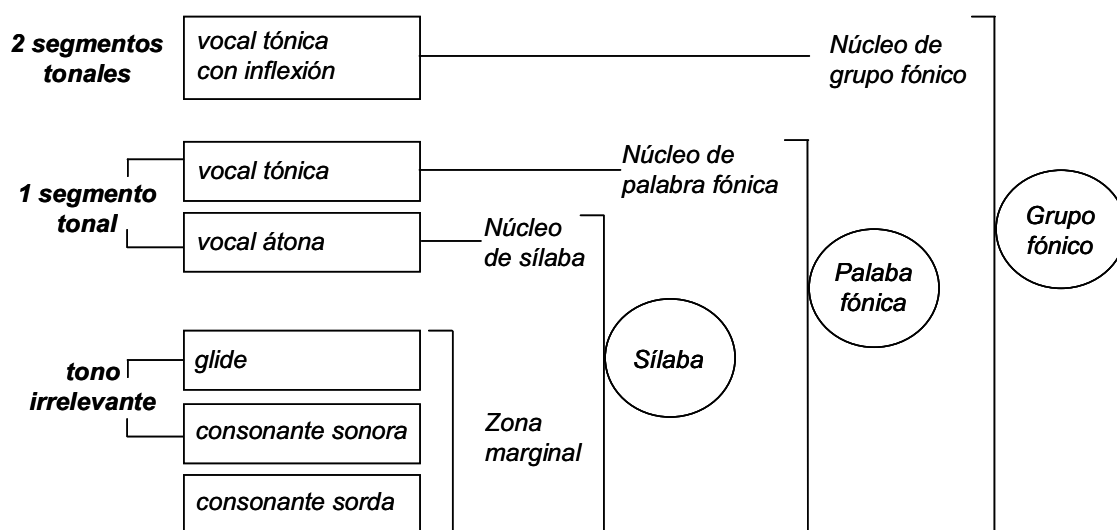 2 segmentos
tonales
vocal tónica
con inflexión
Núcleo de
grupo fónico
1 segmento
tonal
vocal tónica
Núcleo de
palabra fónica
vocal átona
Núcleo
de sílaba
Grupo
fónico
Palaba
fónica
Sílaba
tono
irrelevante
glide
consonante sonora
consonante sorda
Zona
marginal